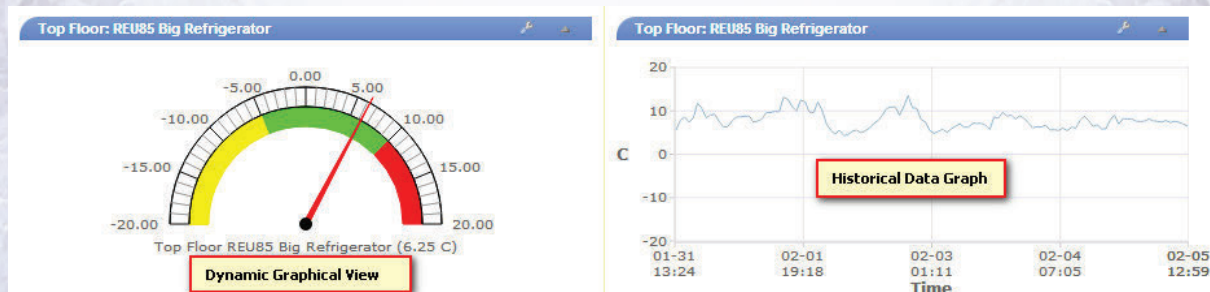 Top Floor: REU85 Big Refrigerator
0.00
-5.00
5.00
-10.00
10.00
-15.00
15.00
-20.00
20.00
Top Floor REU85 Big Refrigerator (6.25 C)
Dynamic Graphical View
Top Floor: REU85 Big Refrigerator
20
10
C
0
-10
-20
Historical Data Graph
01-31 02-01 02-03 02-04 02-05
13:24 19:18 01:11 07:05 12:59
Time